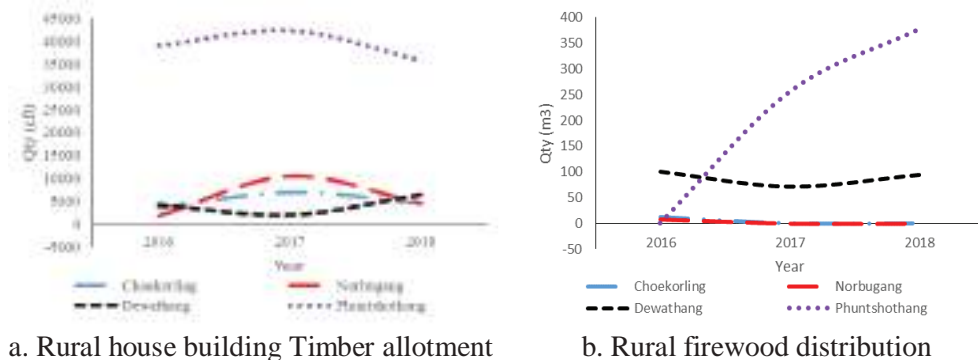 45000
40000
35000
30000
25000
20000
15000
10000
5000
0
-5000
Qty (cft)
2016 2017 2018
Year
Choekorling Norbugang
Dewathang Phuntshothang
a. Rural house building Timber allotment
400
350
300
250
200
150
100
50
0
-50
Qty (m3)
2016 2017 2018
Year
Choekorling Norbugang
Dewathang Phuntshothang
b. Rural firewood distribution